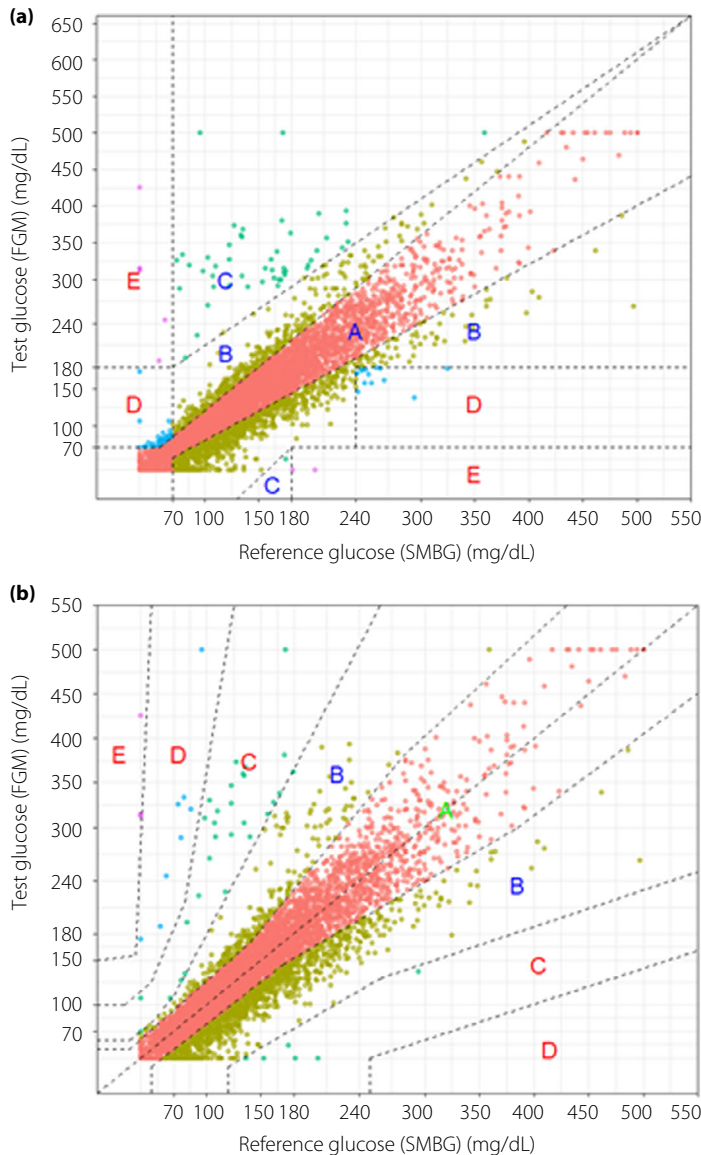 (a)
650
600
550
500
450
400
350
300
240
180
150
100
70
Test glucose (FGM) (mg/dL)
E
C
B
A
B
D
D
C
E
70 100 150 180 240 300 350 400 450 500 550
Reference glucose (SMBG) (mg/dL)
(b)
550
500
450
400
350
300
240
180
150
100
70
Test glucose (FGM) (mg/dL)
E
D
C
B
A
B
C
D
70 100 150 180 240 300 350 400 450 500 550
Reference glucose (SMBG) (mg/dL)